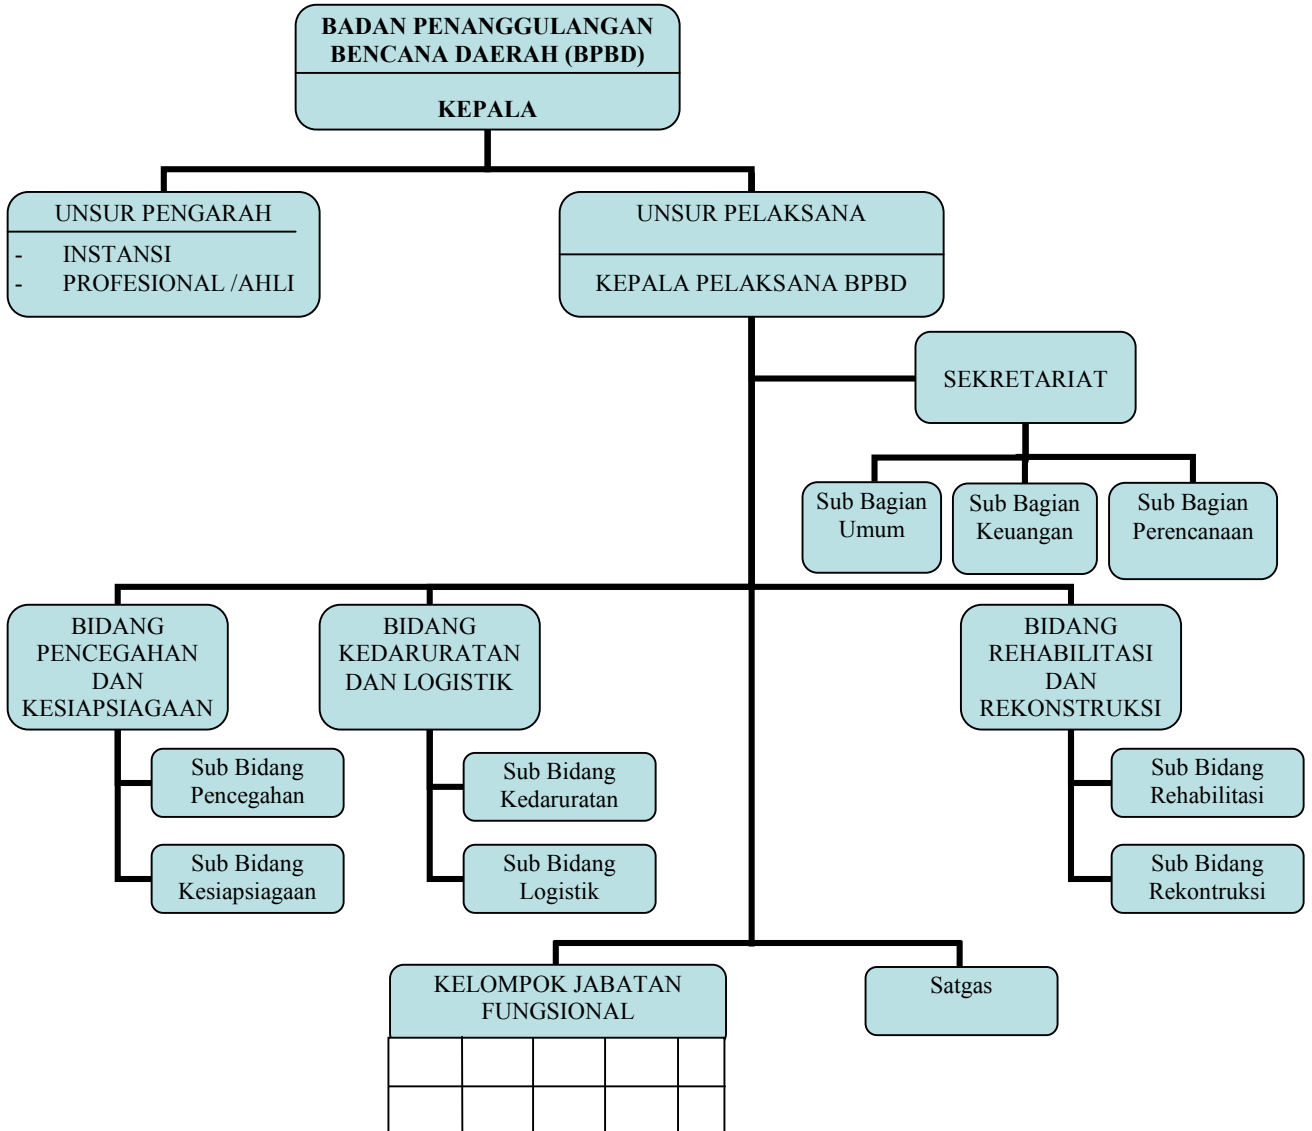 BADAN PENANGGULANGAN
BENCANA DAERAH (BPBD)
KEPALA
UNSUR PENGARAH
- INSTANSI
- PROFESIONAL /AHLI
UNSUR PELAKSANA
KEPALA PELAKSANA BPBD
SEKRETARIAT
Sub Bagian
Umum
Sub Bagian
Keuangan
Sub Bagian
Perencanaan
BIDANG
PENCEGAHAN
DAN
KESIAPSIAGAAN
BIDANG
KEDARURATAN
DAN LOGISTIK
BIDANG
REHABILITASI
DAN
REKONSTRUKSI
Sub Bidang
Pencegahan
Sub Bidang
Kesiapsiagaan
Sub Bidang
Kedaruratan
Sub Bidang
Logistik
Sub Bidang
Rehabilitasi
Sub Bidang
Rekontruksi
KELOMPOK JABATAN
FUNGSIONAL
Satgas